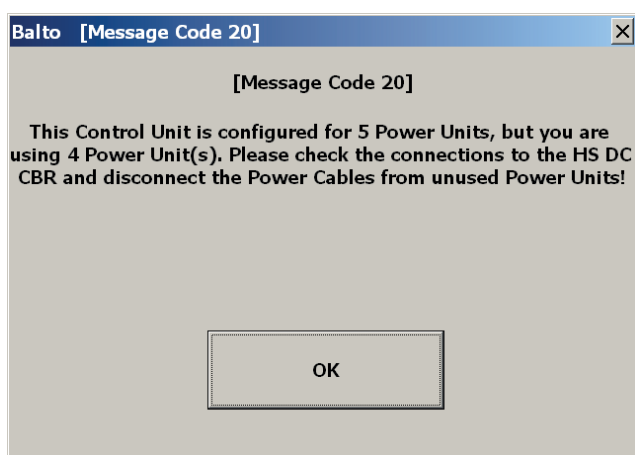 Balto [Message Code 20]
[Message Code 20]
This Control Unit is configured for 5 Power Units, but you are
using 4 Power Unit(s). Please check the connections to the HS DC
CBR and disconnect the Power Cables from unused Power Units!
OK